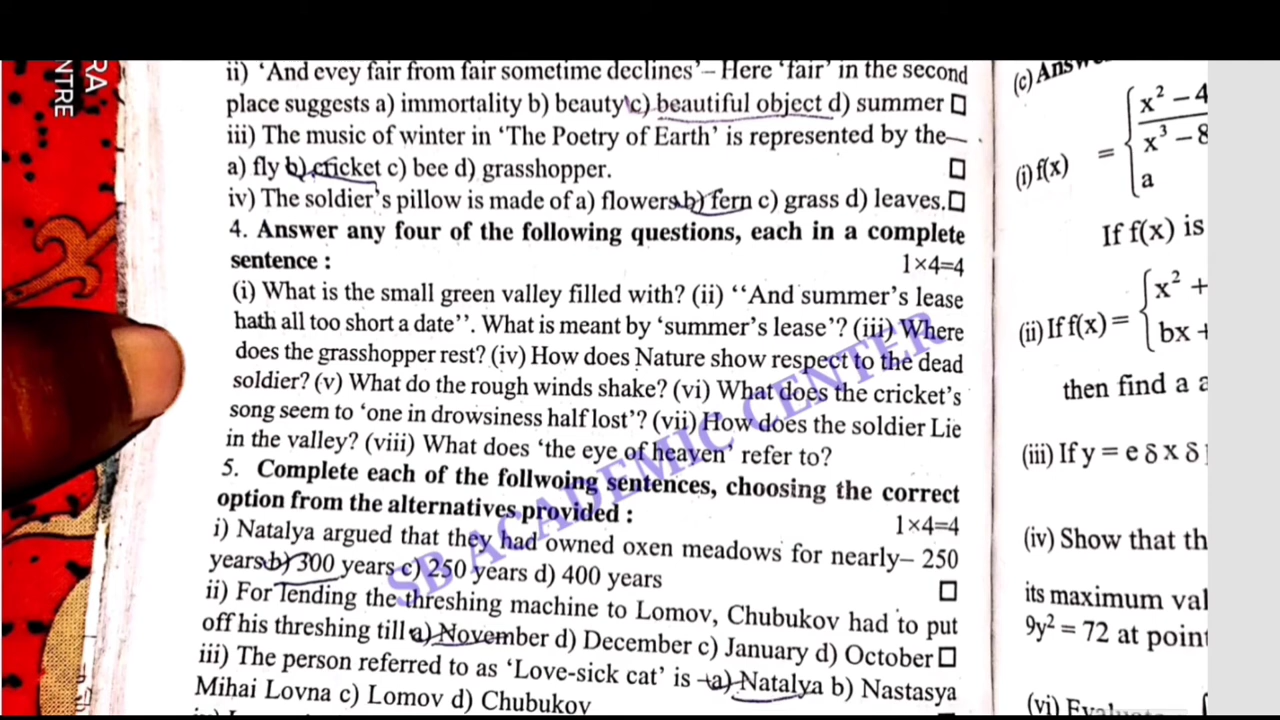 RA
NTRE
ii) ‘And evey fair from fair sometime declines’– Here ‘fair’ in the second
place suggests a) immortality b) beauty c) beautiful object d) summer
iii) The music of winter in ‘The Poetry of Earth’ is represented by the–
a) fly b) cricket c) bee d) grasshopper.
iv) The soldier’s pillow is made of a) flowers b) fern c) grass d) leaves.
4. Answer any four of the following questions, each in a complete
sentence : 1×4=4
(i) What is the small green valley filled with? (ii) ‘‘And summer’s lease
hath all too short a date’’. What is meant by ‘summer’s lease’? (iii) Where
does the grasshopper rest? (iv) How does Nature show respect to the dead
soldier? (v) What do the rough winds shake? (vi) What does the cricket’s
song seem to ‘one in drowsiness half lost’? (vii) How does the soldier Lie
in the valley? (viii) What does ‘the eye of heaven’ refer to?
5. Complete each of the follwoing sentences, choosing the correct
option from the alternatives provided : 1×4=4
i) Natalya argued that they had owned oxen meadows for nearly– 250
years b) 300 years c) 250 years d) 400 years
ii) For Tending the threshing machine to Lomov, Chubukov had to put
off his threshing till a) November d) December c) January d) October
iii) The person referred to as ‘Love-sick cat’ is – a) Natalya b) Nastasya
Mihai Lovna c) Lomov d) Chubukov
SB ACADEMIC CENTER
(c) Answ
(i) f(x) = { x² – 4
x³ – 8
a
If f(x) is
(ii) If f(x) = { x² +
bx +
then find a a
(iii) If y = e δ x δ
(iv) Show that th
its maximum val
9y² = 72 at point
(vi) Evalu